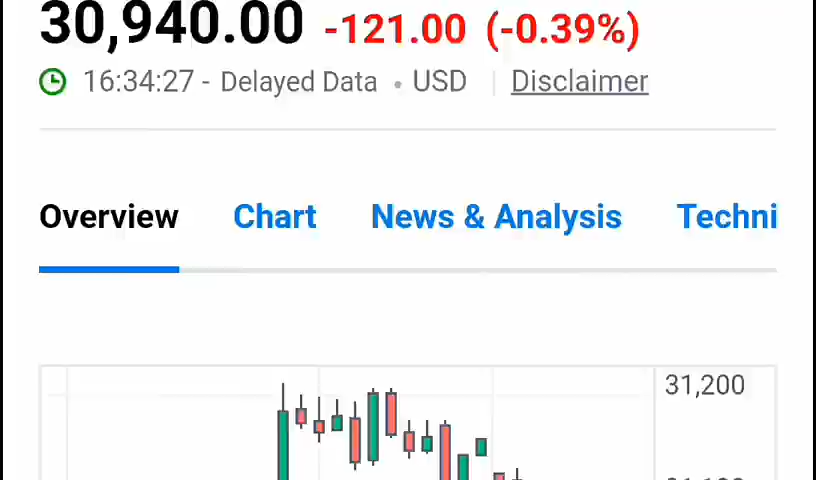 30,940.00 -121.00 (-0.39%)
16:34:27 - Delayed Data • USD Disclaimer
Overview Chart News & Analysis Techni
31,200